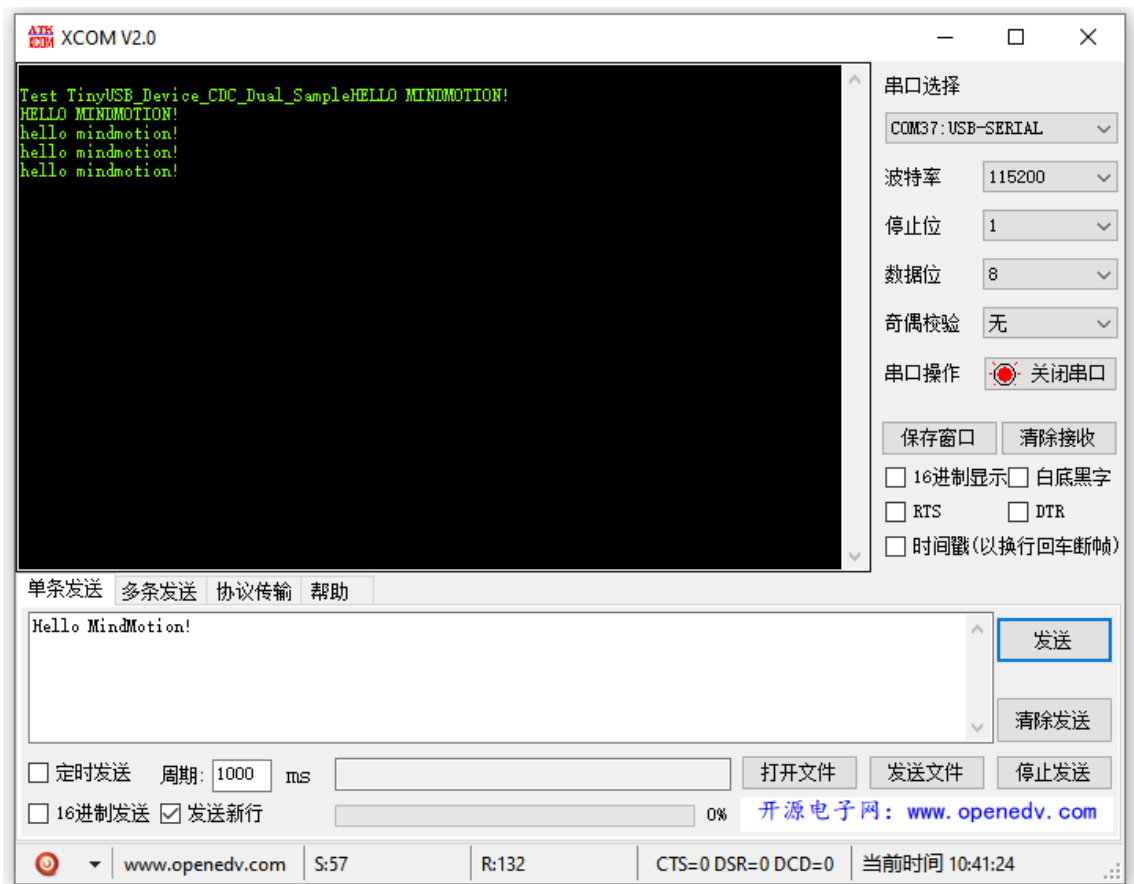 ATK XCOM XCOM V2.0
Test TinyUSB_Device_CDC_Dual_SampleHELLO MINDMOTION!
HELLO MINDMOTION!
hello mindmotion!
hello mindmotion!
hello mindmotion!
串口选择
COM37:USB-SERIAL
波特率 115200
停止位 1
数据位 8
奇偶校验 无
串口操作 关闭串口
保存窗口 清除接收
16进制显示 白底黑字
RTS DTR
时间戳(以换行回车断帧)
单条发送 多条发送 协议传输 帮助
Hello MindMotion!
发送
清除发送
定时发送 周期: 1000 ms 打开文件 发送文件 停止发送
16进制发送 发送新行 0% 开源电子网：www.openedv.com
www.openedv.com S:57 R:132 CTS=0 DSR=0 DCD=0 当前时间 10:41:24